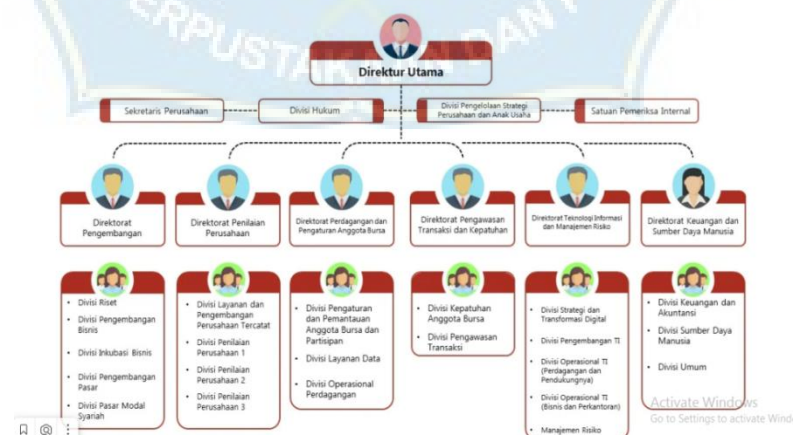 PERPUSTAKAAN DAN
Direktur Utama
Sekretaris Perusahaan
Divisi Hukum
Divisi Pengelolaan Strategi
Perusahaan dan Anak Usaha
Satuan Pemeriksa Internal
Direktorat
Pengembangan
Direktorat Penilaian
Perusahaan
Direktorat Perdagangan dan
Pengaturan Anggota Bursa
Direktorat Pengawasan
Transaksi dan Kepatuhan
Direktorat Teknologi Informasi
dan Manajemen Risiko
Direktorat Keuangan dan
Sumber Daya Manusia
• Divisi Riset
• Divisi Pengembangan
Bisnis
• Divisi Inkubasi Bisnis
• Divisi Pengembangan
Pasar
• Divisi Pasar Modal
Syariah
• Divisi Layanan dan
Pengembangan
Perusahaan Tercatat
• Divisi Penilaian
Perusahaan 1
• Divisi Penilaian
Perusahaan 2
• Divisi Penilaian
Perusahaan 3
• Divisi Pengaturan
dan Pemantauan
Anggota Bursa dan
Partisipan
• Divisi Layanan Data
• Divisi Operasional
Perdagangan
• Divisi Kepatuhan
Anggota Bursa
• Divisi Pengawasan
Transaksi
• Divisi Strategi dan
Transformasi Digital
• Divisi Pengembangan TI
• Divisi Operasional TI
(Perdagangan dan
Pendukungnya)
• Divisi Operasional TI
(Bisnis dan Perkantoran)
• Manajemen Risiko
• Divisi Keuangan dan
Akuntansi
• Divisi Sumber Daya
Manusia
• Divisi Umum
Activate Windows
Go to Settings to activate